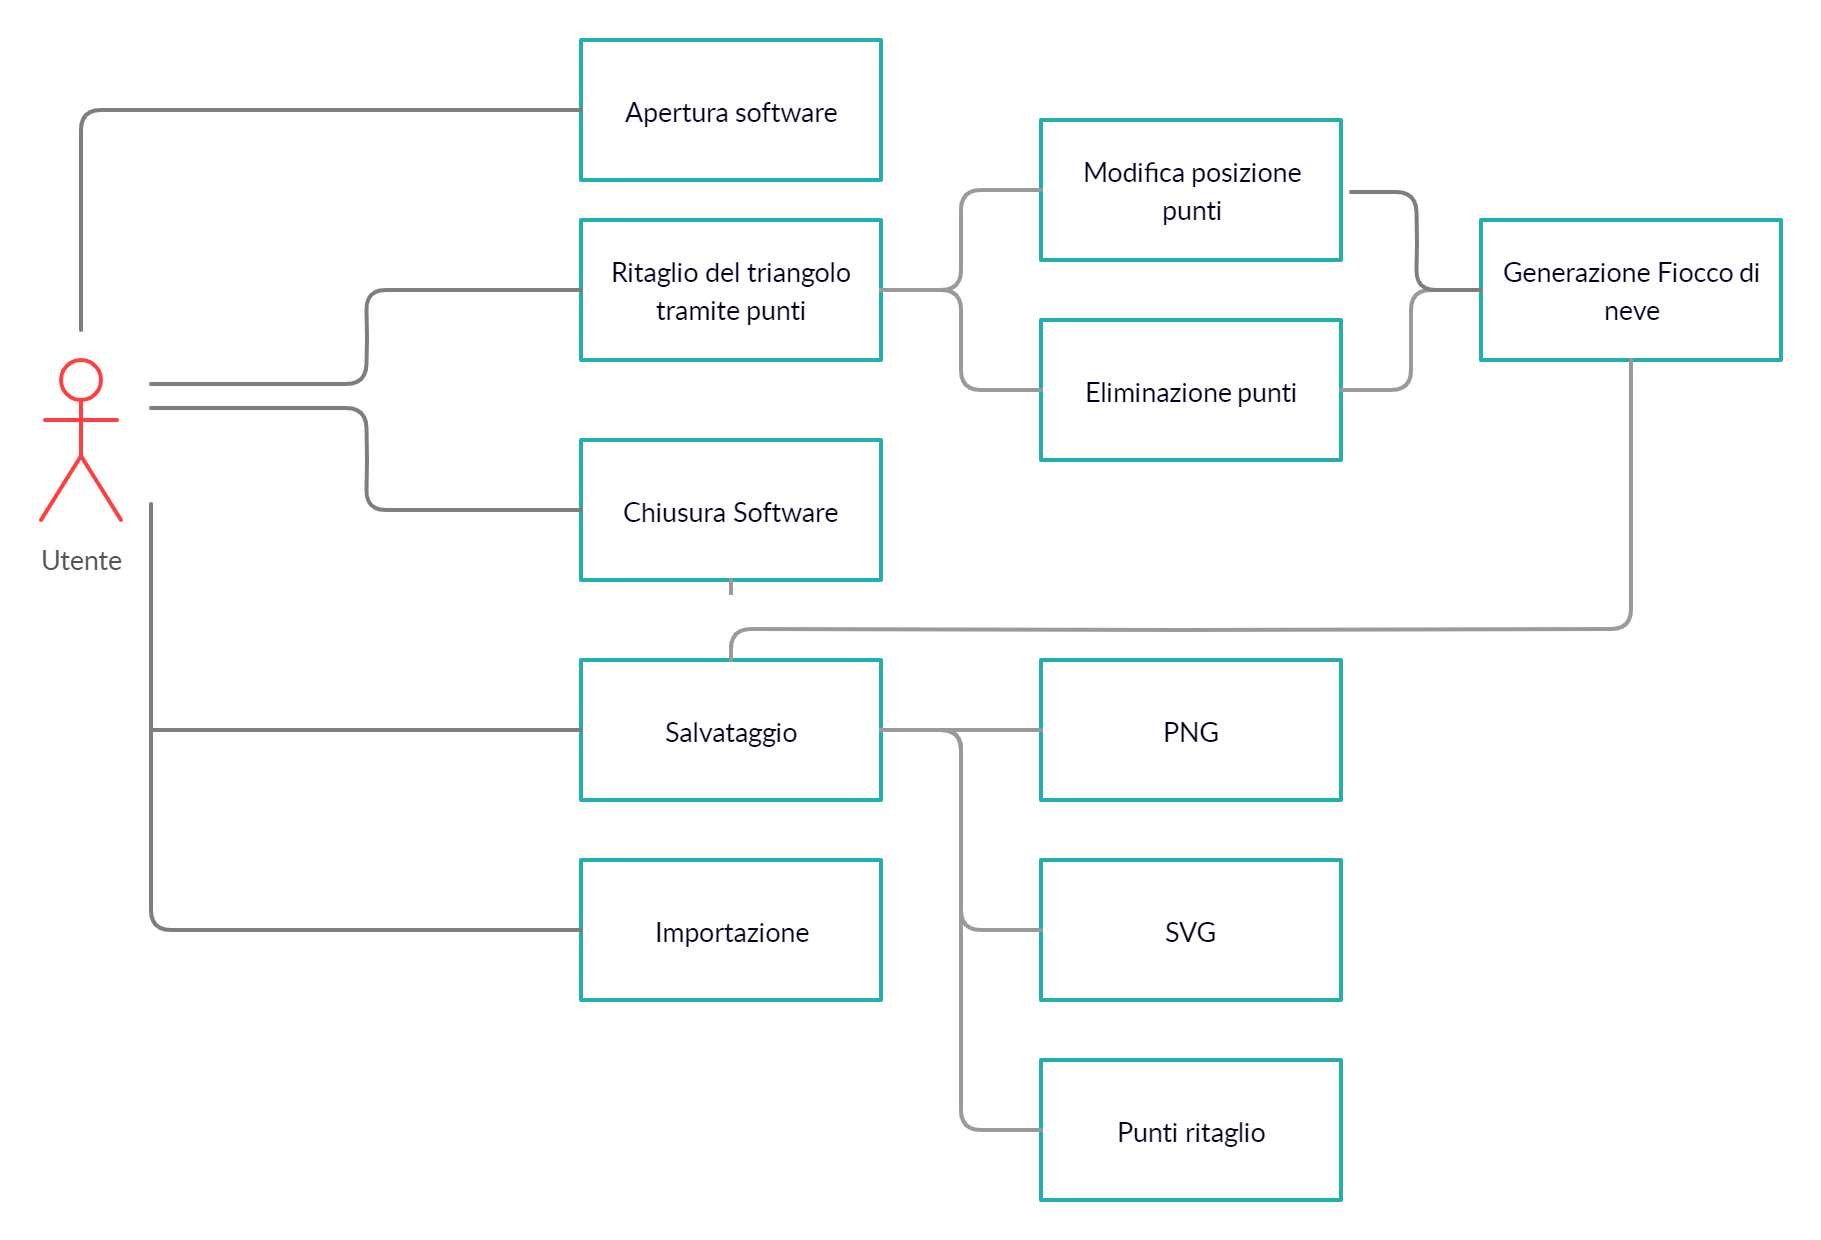 Apertura software
Modifica posizione
punti
Ritaglio del triangolo
tramite punti
Generazione Fiocco di
neve
Eliminazione punti
Chiusura Software
Utente
Salvataggio
PNG
Importazione
SVG
Punti ritaglio